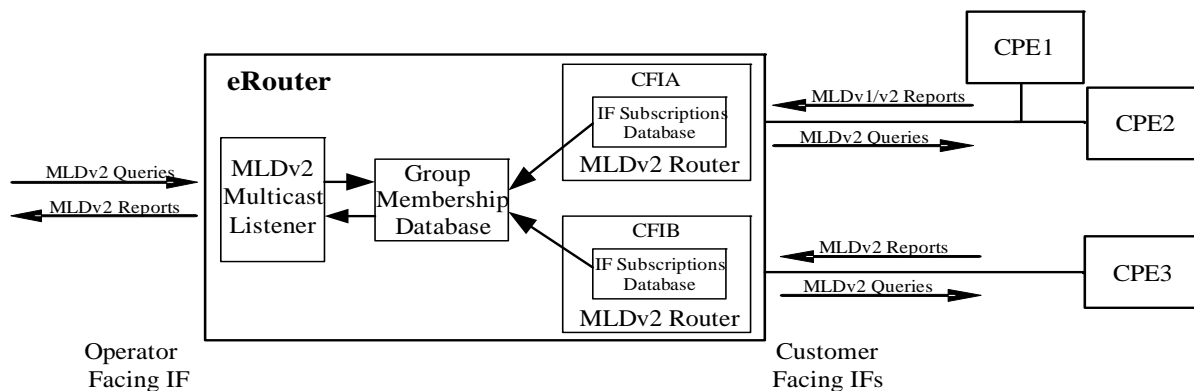 eRouter
CFIA
IF Subscriptions
Database
MLDv2 Router
CPE1
MLDv1/v2 Reports
CPE2
MLDv2 Queries
MLDv2
Multicast
Listener
Group
Membership
Database
MLDv2 Queries
MLDv2 Reports
CFIB
IF Subscriptions
Database
MLDv2 Router
MLDv2 Reports
CPE3
MLDv2 Queries
Operator
Facing IF
Customer
Facing IFs